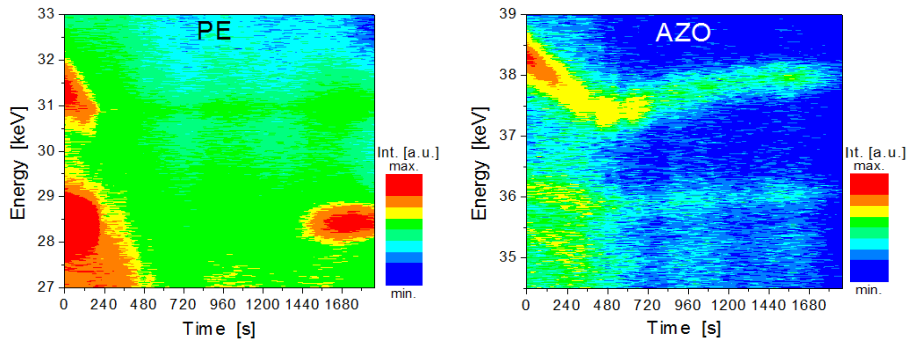 PE
33
32
31
30
29
28
27
Energy [keV]
0 240 480 720 960 1200 1440 1680
Time [s]
Int. [a.u.]
max.
min.
AZO
39
38
37
36
35
Energy [keV]
0 240 480 720 960 1200 1440 1680
Time [s]
Int. [a.u.]
max.
min.